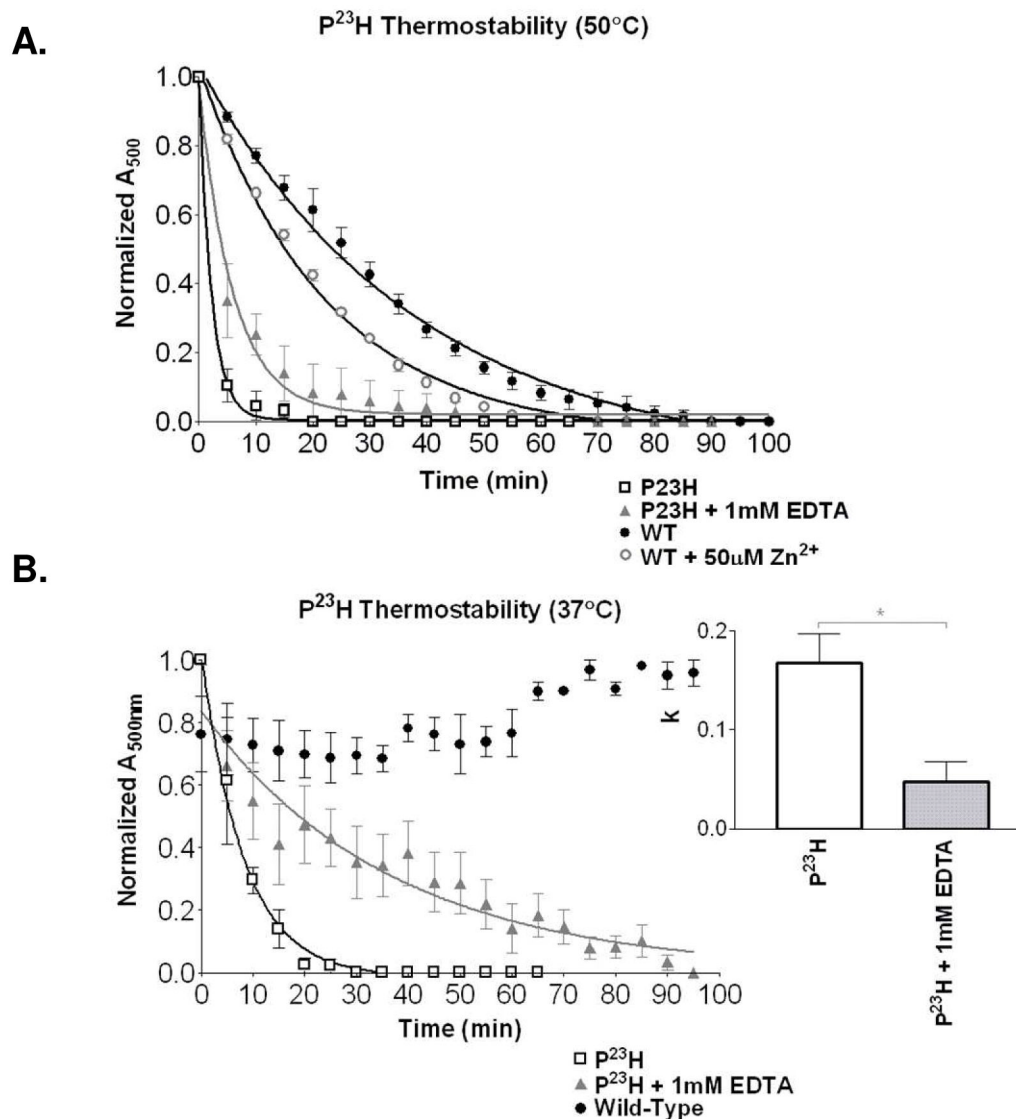 A.
P²³H Thermostability (50°C)
Normalized A₅₀₀
1.0
0.8
0.6
0.4
0.2
0.0
0 10 20 30 40 50 60 70 80 90 100
Time (min)
P23H
P23H + 1mM EDTA
WT
WT + 50µM Zn²⁺
B.
P²³H Thermostability (37°C)
Normalized A₅₀₀ₙₘ
1.0
0.8
0.6
0.4
0.2
0.0
0 10 20 30 40 50 60 70 80 90 100
Time (min)
P²³H
P²³H + 1mM EDTA
Wild-Type
k
0.2
0.1
0.0
*
P²³H
P²³H + 1mM EDTA